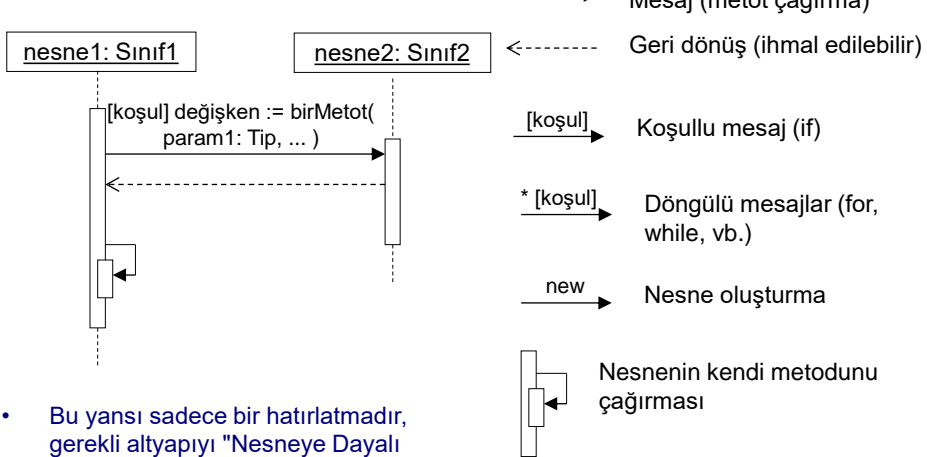 Mesaj (metot çağırma)
nesne1: Sınıf1
nesne2: Sınıf2
Geri dönüş (ihmal edilebilir)
[koşul] değişken := birMetot(
param1: Tip, ... )
[koşul]
Koşullu mesaj (if)
* [koşul]
Döngülü mesajlar (for,
while, vb.)
new
Nesne oluşturma
Nesnenin kendi metodunu
çağırması
• Bu yansı sadece bir hatırlatmadır,
gerekli altyapıyı "Nesneye Dayalı